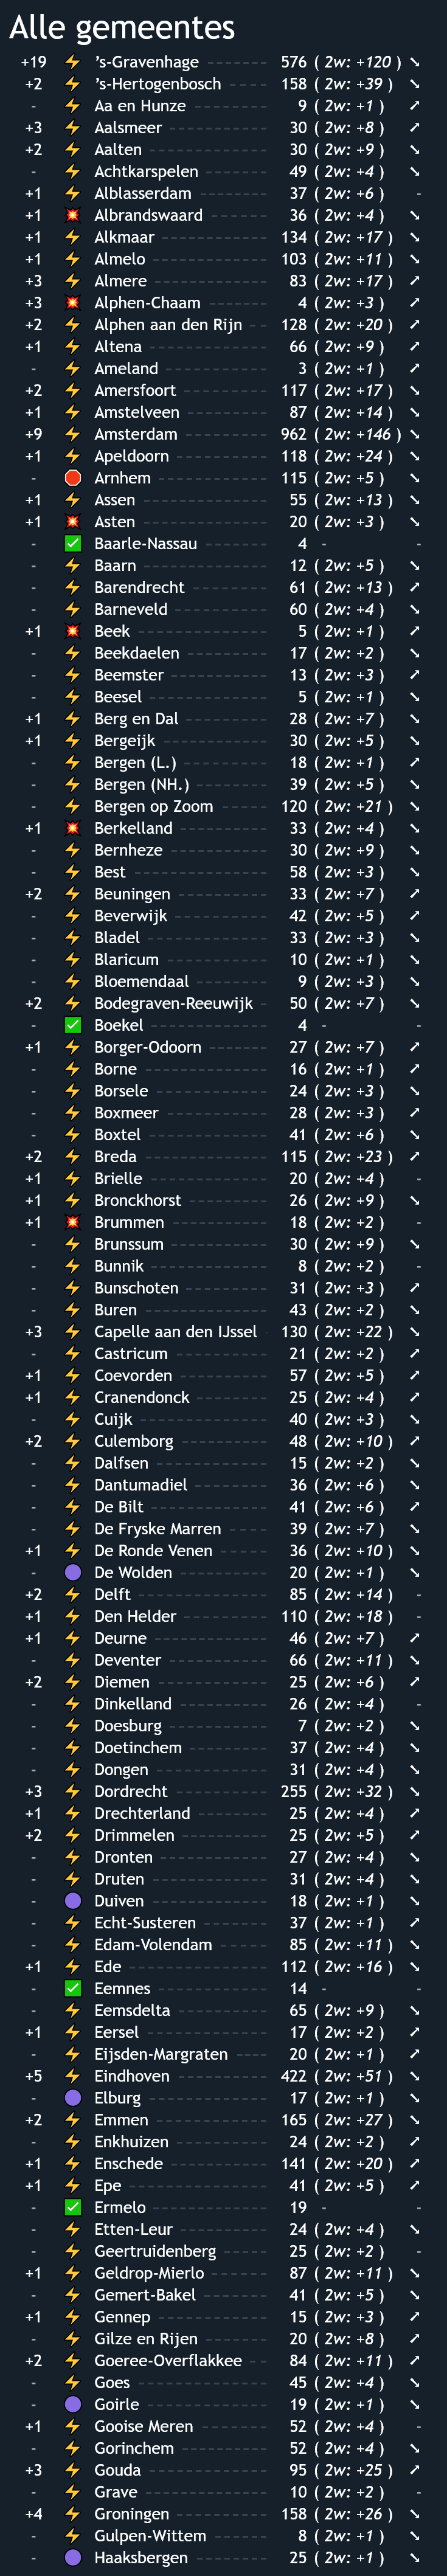 Alle gemeentes
+19 ⚡ ’s-Gravenhage 576 ( 2w: +120 ) ➘
+2 ⚡ ’s-Hertogenbosch 158 ( 2w: +39 ) ➘
- ⚡ Aa en Hunze 9 ( 2w: +1 ) ➚
+3 ⚡ Aalsmeer 30 ( 2w: +8 ) ➚
+2 ⚡ Aalten 30 ( 2w: +9 ) ➘
- ⚡ Achtkarspelen 49 ( 2w: +4 ) ➘
+1 ⚡ Alblasserdam 37 ( 2w: +6 ) -
+1 💥 Albrandswaard 36 ( 2w: +4 ) ➘
+1 ⚡ Alkmaar 134 ( 2w: +17 ) ➘
+1 ⚡ Almelo 103 ( 2w: +11 ) ➘
+3 ⚡ Almere 83 ( 2w: +17 ) ➚
+3 💥 Alphen-Chaam 4 ( 2w: +3 ) ➚
+2 ⚡ Alphen aan den Rijn 128 ( 2w: +20 ) ➚
+1 ⚡ Altena 66 ( 2w: +9 ) ➚
- ⚡ Ameland 3 ( 2w: +1 ) ➚
+2 ⚡ Amersfoort 117 ( 2w: +17 ) ➘
+1 ⚡ Amstelveen 87 ( 2w: +14 ) ➘
+9 ⚡ Amsterdam 962 ( 2w: +146 ) ➘
+1 ⚡ Apeldoorn 118 ( 2w: +24 ) ➘
- 🛑 Arnhem 115 ( 2w: +5 ) ➘
+1 ⚡ Assen 55 ( 2w: +13 ) ➘
+1 💥 Asten 20 ( 2w: +3 ) ➘
- ✅ Baarle-Nassau 4 - -
- ⚡ Baarn 12 ( 2w: +5 ) ➘
- ⚡ Barendrecht 61 ( 2w: +13 ) ➚
- ⚡ Barneveld 60 ( 2w: +4 ) ➘
+1 💥 Beek 5 ( 2w: +1 ) ➚
- ⚡ Beekdaelen 17 ( 2w: +2 ) ➘
- ⚡ Beemster 13 ( 2w: +3 ) ➚
- ⚡ Beesel 5 ( 2w: +1 ) ➘
+1 ⚡ Berg en Dal 28 ( 2w: +7 ) ➘
+1 ⚡ Bergeijk 30 ( 2w: +5 ) ➘
- ⚡ Bergen (L.) 18 ( 2w: +1 ) ➚
- ⚡ Bergen (NH.) 39 ( 2w: +5 ) ➘
- ⚡ Bergen op Zoom 120 ( 2w: +21 ) ➘
+1 💥 Berkelland 33 ( 2w: +4 ) ➘
- ⚡ Bernheze 30 ( 2w: +9 ) ➘
- ⚡ Best 58 ( 2w: +3 ) ➘
+2 ⚡ Beuningen 33 ( 2w: +7 ) ➚
- ⚡ Beverwijk 42 ( 2w: +5 ) ➚
- ⚡ Bladel 33 ( 2w: +3 ) ➘
- ⚡ Blaricum 10 ( 2w: +1 ) ➘
- ⚡ Bloemendaal 9 ( 2w: +3 ) ➘
+2 ⚡ Bodegraven-Reeuwijk 50 ( 2w: +7 ) ➘
- ✅ Boekel 4 - -
+1 ⚡ Borger-Odoorn 27 ( 2w: +7 ) ➚
- ⚡ Borne 16 ( 2w: +1 ) ➚
- ⚡ Borsele 24 ( 2w: +3 ) ➘
- ⚡ Boxmeer 28 ( 2w: +3 ) ➚
- ⚡ Boxtel 41 ( 2w: +6 ) ➘
+2 ⚡ Breda 115 ( 2w: +23 ) ➚
+1 ⚡ Brielle 20 ( 2w: +4 ) -
+1 ⚡ Bronckhorst 26 ( 2w: +9 ) ➘
+1 💥 Brummen 18 ( 2w: +2 ) -
- ⚡ Brunssum 30 ( 2w: +9 ) ➘
- ⚡ Bunnik 8 ( 2w: +2 ) -
- ⚡ Bunschoten 31 ( 2w: +3 ) ➚
- ⚡ Buren 43 ( 2w: +2 ) ➘
+3 ⚡ Capelle aan den IJssel 130 ( 2w: +22 ) ➘
- ⚡ Castricum 21 ( 2w: +2 ) ➚
+1 ⚡ Coevorden 57 ( 2w: +5 ) ➚
+1 ⚡ Cranendonck 25 ( 2w: +4 ) ➚
- ⚡ Cuijk 40 ( 2w: +3 ) ➘
+2 ⚡ Culemborg 48 ( 2w: +10 ) ➚
- ⚡ Dalfsen 15 ( 2w: +2 ) ➘
- ⚡ Dantumadiel 36 ( 2w: +6 ) ➘
- ⚡ De Bilt 41 ( 2w: +6 ) ➚
- ⚡ De Fryske Marren 39 ( 2w: +7 ) ➘
+1 ⚡ De Ronde Venen 36 ( 2w: +10 ) ➘
- 🟣 De Wolden 20 ( 2w: +1 ) ➘
+2 ⚡ Delft 85 ( 2w: +14 ) -
+1 ⚡ Den Helder 110 ( 2w: +18 ) -
+1 ⚡ Deurne 46 ( 2w: +7 ) ➚
- ⚡ Deventer 66 ( 2w: +11 ) ➘
+2 ⚡ Diemen 25 ( 2w: +6 ) ➚
- ⚡ Dinkelland 26 ( 2w: +4 ) -
- ⚡ Doesburg 7 ( 2w: +2 ) ➘
- ⚡ Doetinchem 37 ( 2w: +4 ) ➘
- ⚡ Dongen 31 ( 2w: +4 ) ➘
+3 ⚡ Dordrecht 255 ( 2w: +32 ) ➘
+1 ⚡ Drechterland 25 ( 2w: +4 ) ➚
+2 ⚡ Drimmelen 25 ( 2w: +5 ) ➚
- ⚡ Dronten 27 ( 2w: +4 ) ➘
- ⚡ Druten 31 ( 2w: +4 ) ➘
- 🟣 Duiven 18 ( 2w: +1 ) ➘
- ⚡ Echt-Susteren 37 ( 2w: +1 ) ➚
- ⚡ Edam-Volendam 85 ( 2w: +11 ) ➘
+1 ⚡ Ede 112 ( 2w: +16 ) ➘
- ✅ Eemnes 14 - -
- ⚡ Eemsdelta 65 ( 2w: +9 ) ➘
+1 ⚡ Eersel 17 ( 2w: +2 ) ➚
- ⚡ Eijsden-Margraten 20 ( 2w: +1 ) ➚
+5 ⚡ Eindhoven 422 ( 2w: +51 ) ➘
- 🟣 Elburg 17 ( 2w: +1 ) ➘
+2 ⚡ Emmen 165 ( 2w: +27 ) ➘
- ⚡ Enkhuizen 24 ( 2w: +2 ) ➚
+1 ⚡ Enschede 141 ( 2w: +20 ) ➚
+1 ⚡ Epe 41 ( 2w: +5 ) ➚
- ✅ Ermelo 19 - -
- ⚡ Etten-Leur 24 ( 2w: +4 ) ➘
- ⚡ Geertruidenberg 25 ( 2w: +2 ) -
+1 ⚡ Geldrop-Mierlo 87 ( 2w: +11 ) ➘
- ⚡ Gemert-Bakel 41 ( 2w: +5 ) ➘
+1 ⚡ Gennep 15 ( 2w: +3 ) ➚
- ⚡ Gilze en Rijen 20 ( 2w: +8 ) ➚
+2 ⚡ Goeree-Overflakkee 84 ( 2w: +11 ) ➚
- ⚡ Goes 45 ( 2w: +4 ) ➘
- 🟣 Goirle 19 ( 2w: +1 ) ➘
+1 ⚡ Gooise Meren 52 ( 2w: +4 ) -
- ⚡ Gorinchem 52 ( 2w: +4 ) ➘
+3 ⚡ Gouda 95 ( 2w: +25 ) ➚
- ⚡ Grave 10 ( 2w: +2 ) -
+4 ⚡ Groningen 158 ( 2w: +26 ) ➘
- ⚡ Gulpen-Wittem 8 ( 2w: +1 ) ➘
- 🟣 Haaksbergen 25 ( 2w: +1 ) ➘